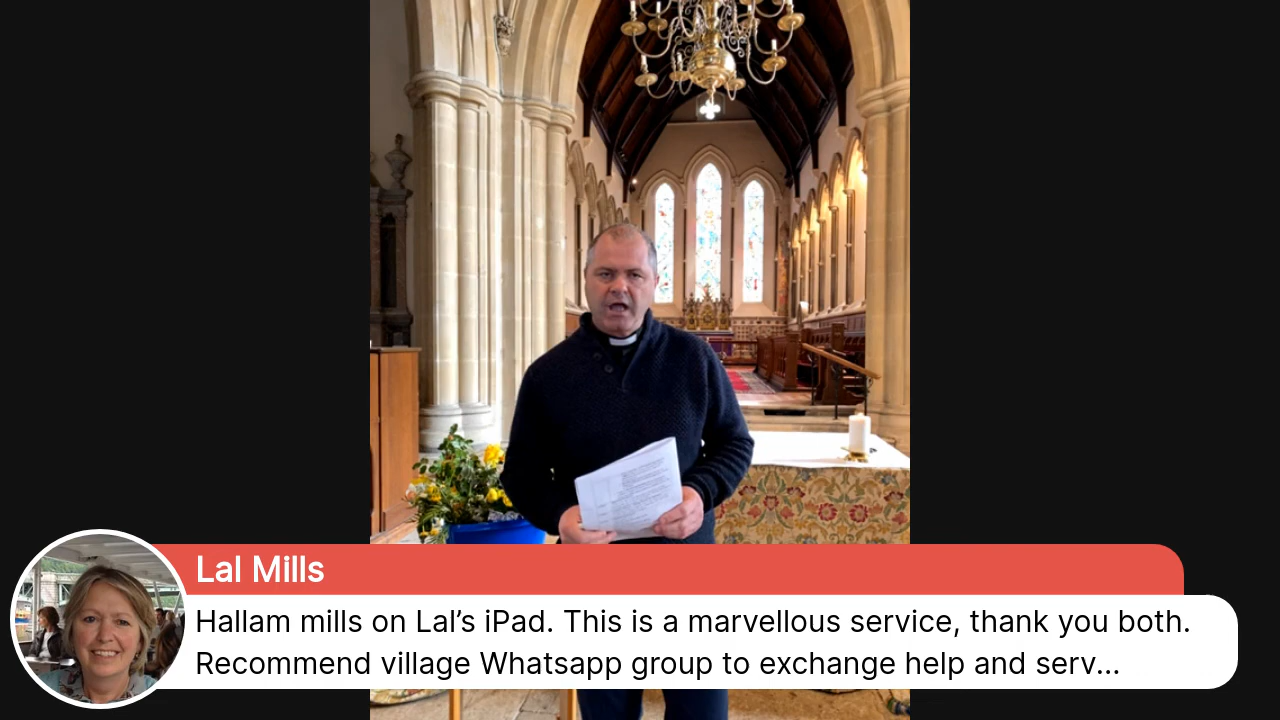 Lal Mills
Hallam mills on Lal’s iPad. This is a marvellous service, thank you both.
Recommend village Whatsapp group to exchange help and serv...